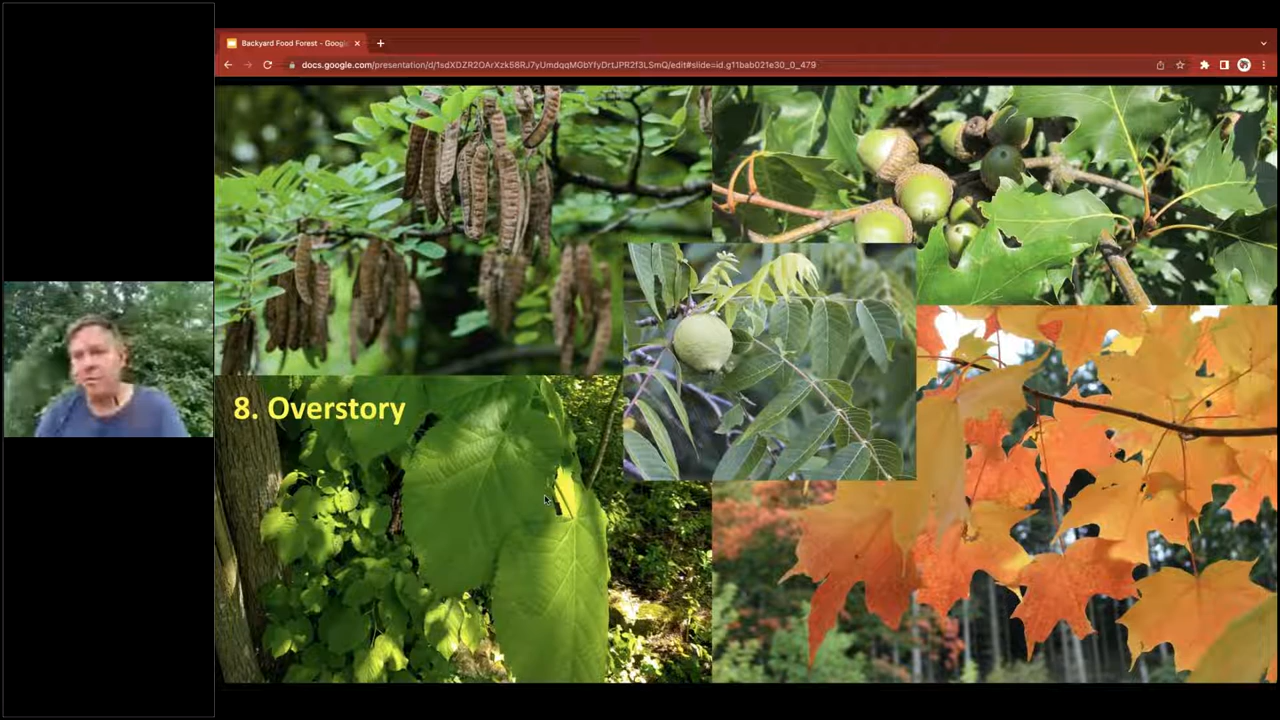 Backyard Food Forest - Googl
docs.google.com/presentation/d/1sdXDZR2OArXzk58RJ7yUmdqqMGbYfyDrtJPR2f3LSmQ/edit#slide=id.g11bab021e30_0_479
8. Overstory